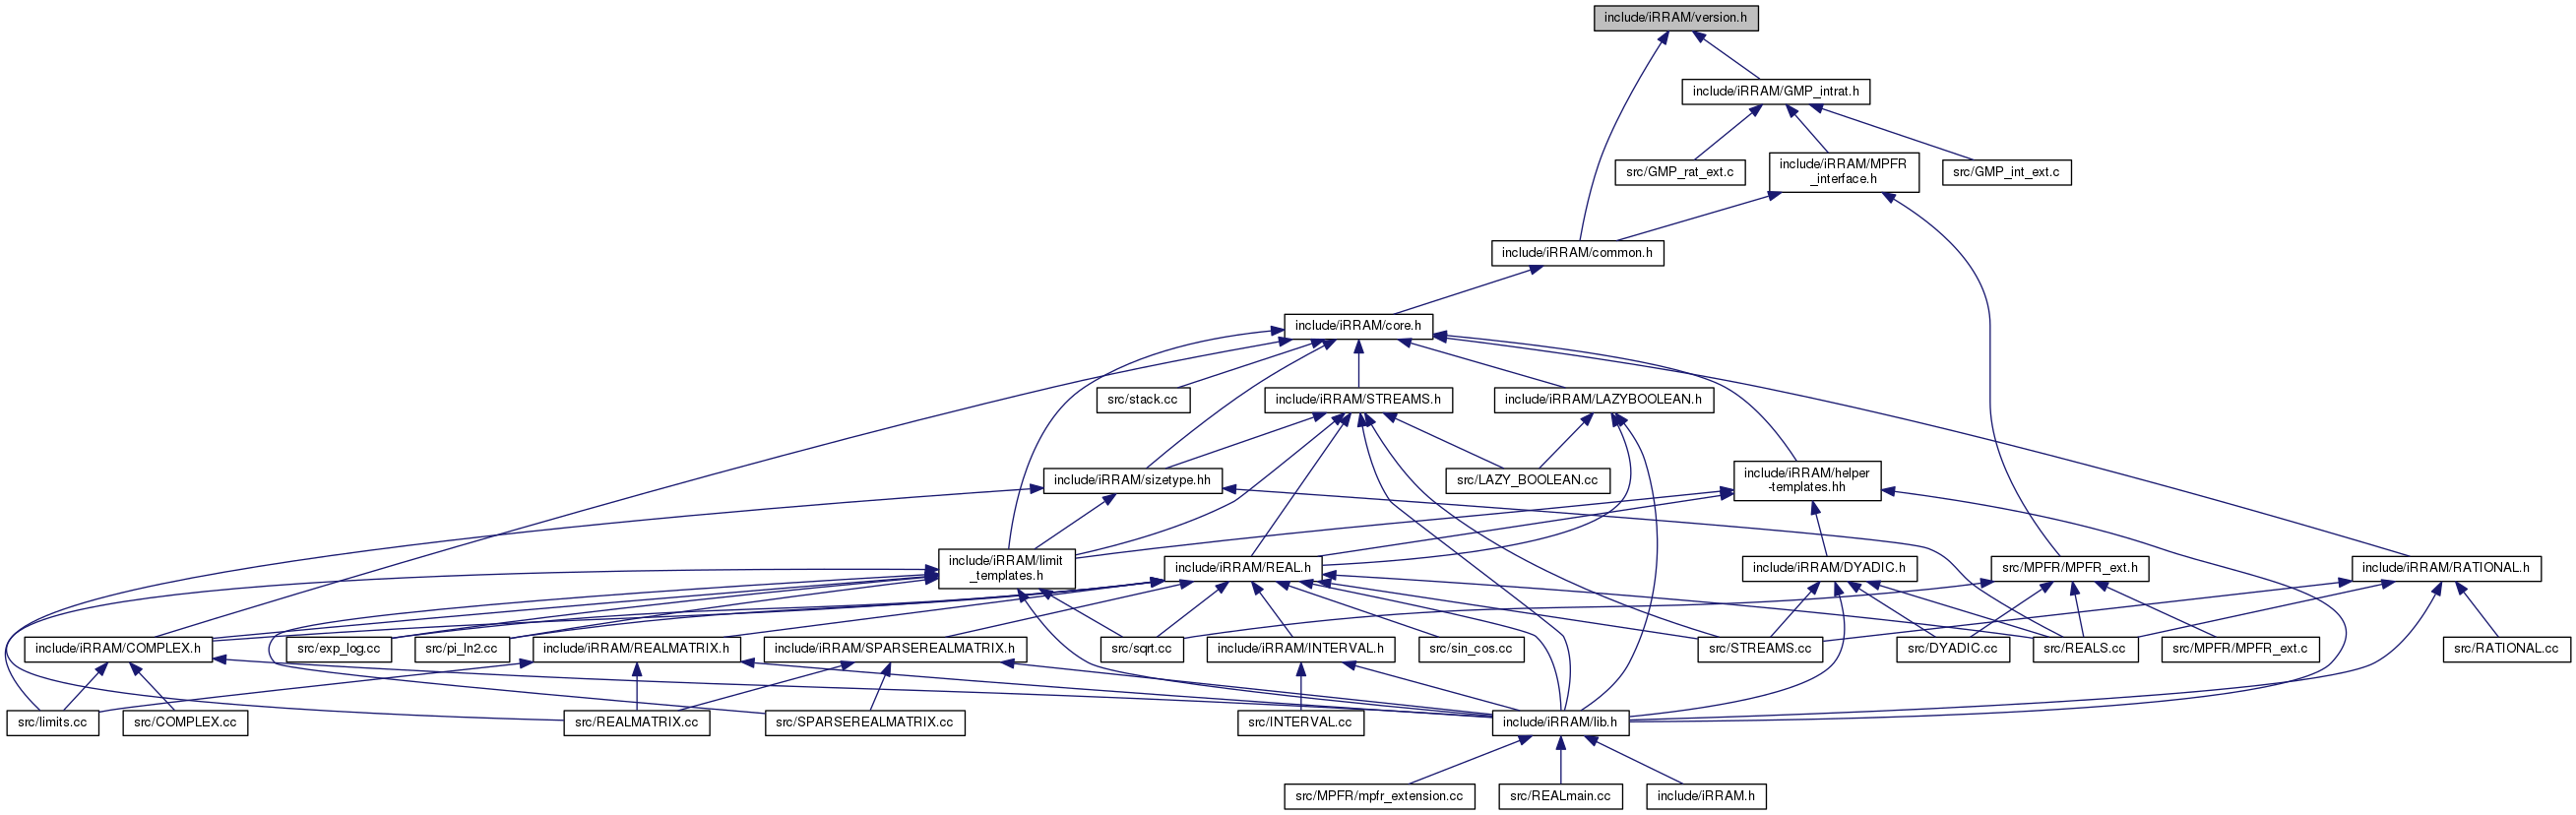 include/iRRAM/version.h
include/iRRAM/GMP_intrat.h
src/GMP_rat_ext.c
include/iRRAM/MPFR
_interface.h
src/GMP_int_ext.c
include/iRRAM/common.h
include/iRRAM/core.h
src/stack.cc
include/iRRAM/STREAMS.h
include/iRRAM/LAZYBOOLEAN.h
include/iRRAM/sizetype.hh
src/LAZY_BOOLEAN.cc
include/iRRAM/helper
-templates.hh
include/iRRAM/limit
_templates.h
include/iRRAM/REAL.h
include/iRRAM/DYADIC.h
src/MPFR/MPFR_ext.h
include/iRRAM/RATIONAL.h
include/iRRAM/COMPLEX.h
src/exp_log.cc
src/pi_ln2.cc
include/iRRAM/REALMATRIX.h
include/iRRAM/SPARSEREALMATRIX.h
src/sqrt.cc
include/iRRAM/INTERVAL.h
src/sin_cos.cc
src/STREAMS.cc
src/DYADIC.cc
src/REALS.cc
src/MPFR/MPFR_ext.c
src/RATIONAL.cc
src/limits.cc
src/COMPLEX.cc
src/REALMATRIX.cc
src/SPARSEREALMATRIX.cc
src/INTERVAL.cc
include/iRRAM/lib.h
src/MPFR/mpfr_extension.cc
src/REALmain.cc
include/iRRAM.h